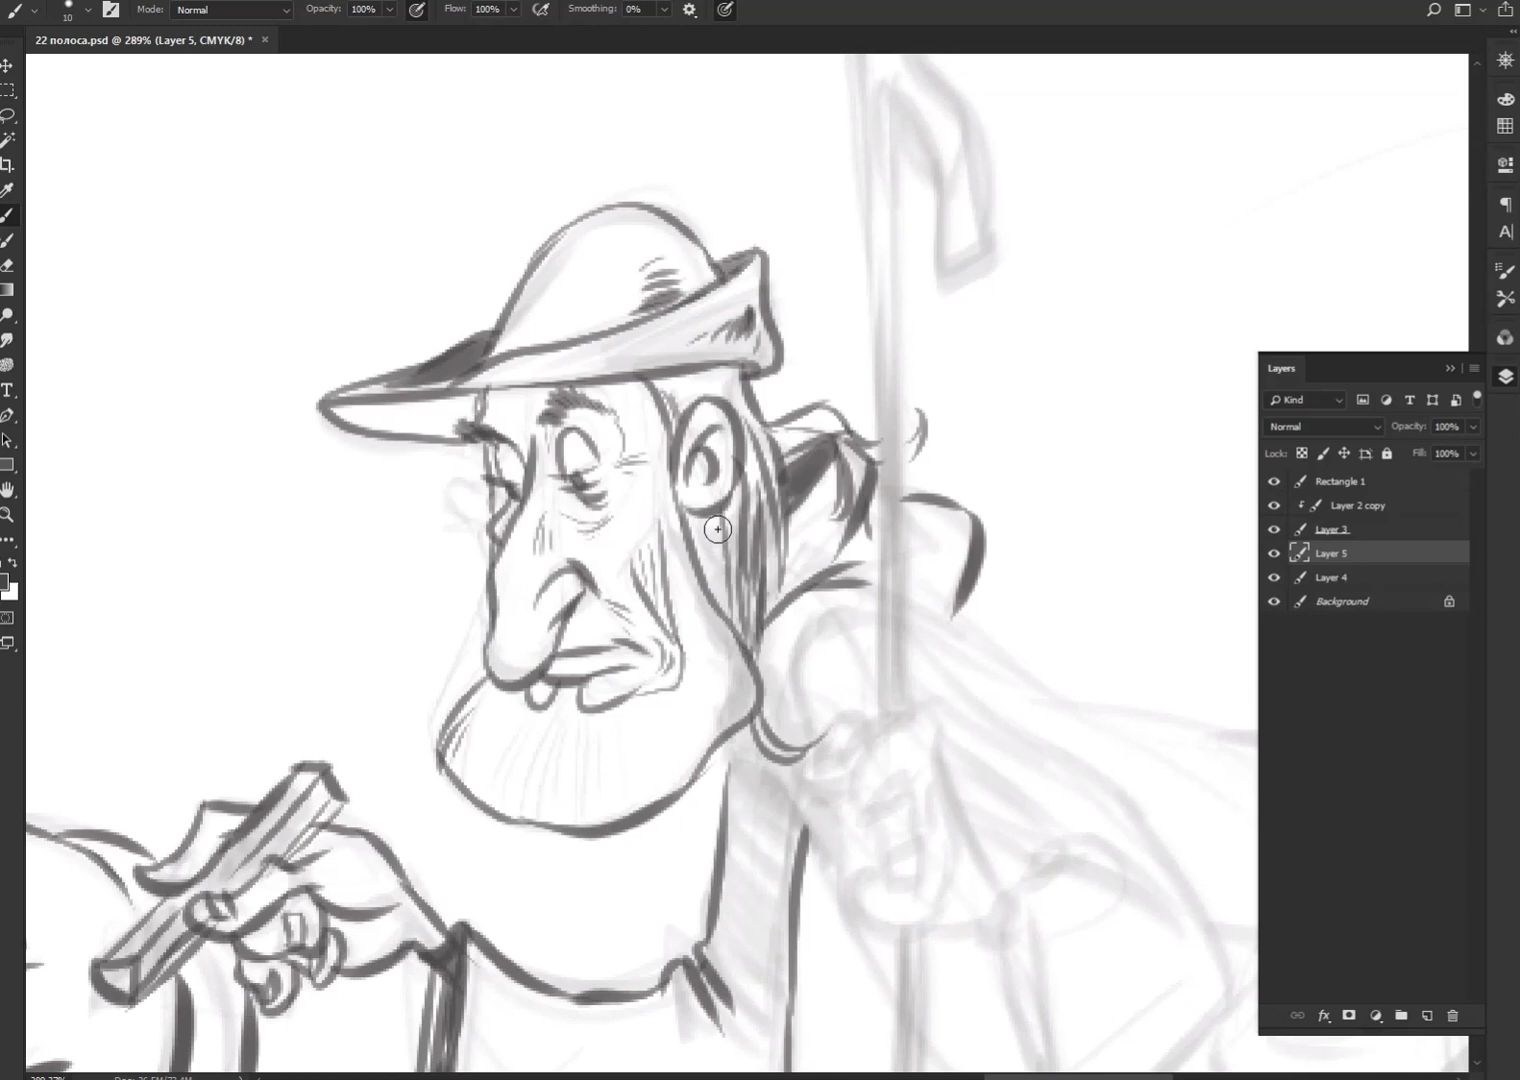 10 Mode: Normal Opacity: 100% Flow: 100% Smoothing: 0%
22 полоса.psd @ 289% (Layer 5, CMYK/8) *
Layers
Kind
Normal Opacity: 100%
Lock: Fill: 100%
Rectangle 1
Layer 2 copy
Layer 3
Layer 5
Layer 4
Background